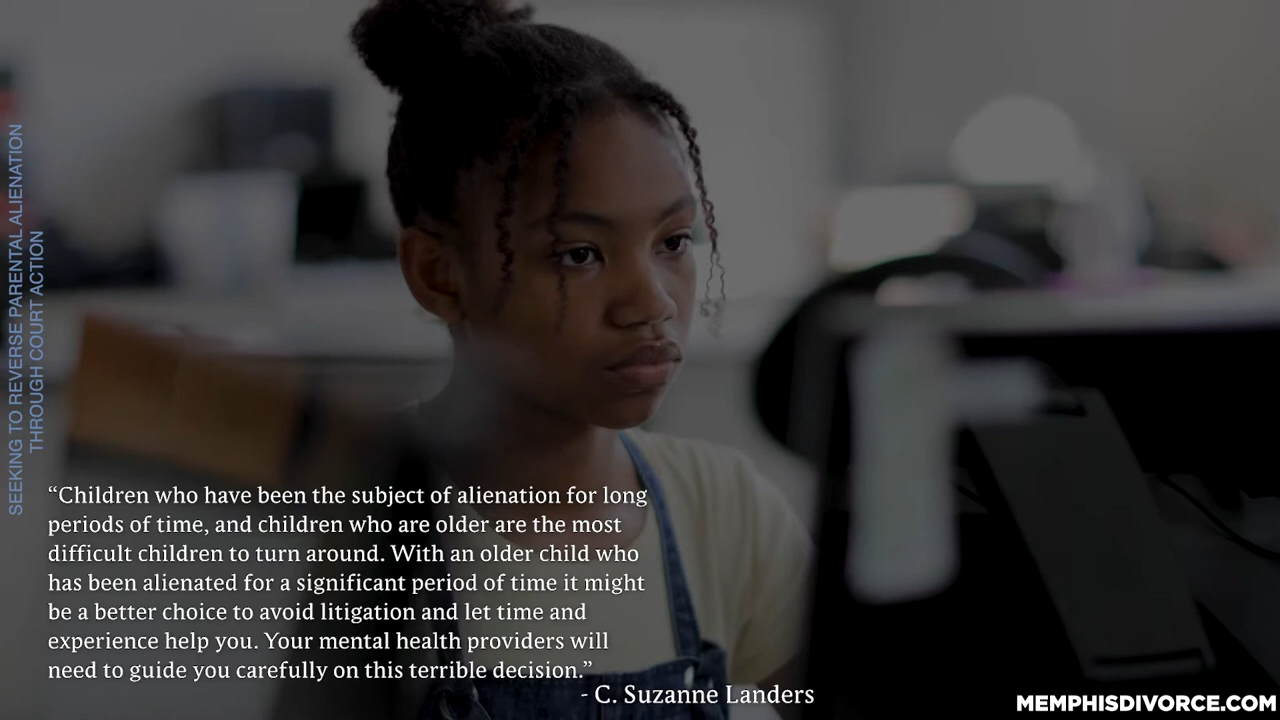 SEEKING TO REVERSE PARENTAL ALIENATION
THROUGH COURT ACTION
“Children who have been the subject of alienation for long
periods of time, and children who are older are the most
difficult children to turn around. With an older child who
has been alienated for a significant period of time it might
be a better choice to avoid litigation and let time and
experience help you. Your mental health providers will
need to guide you carefully on this terrible decision.”
- C. Suzanne Landers
MEMPHISDIVORCE.COM